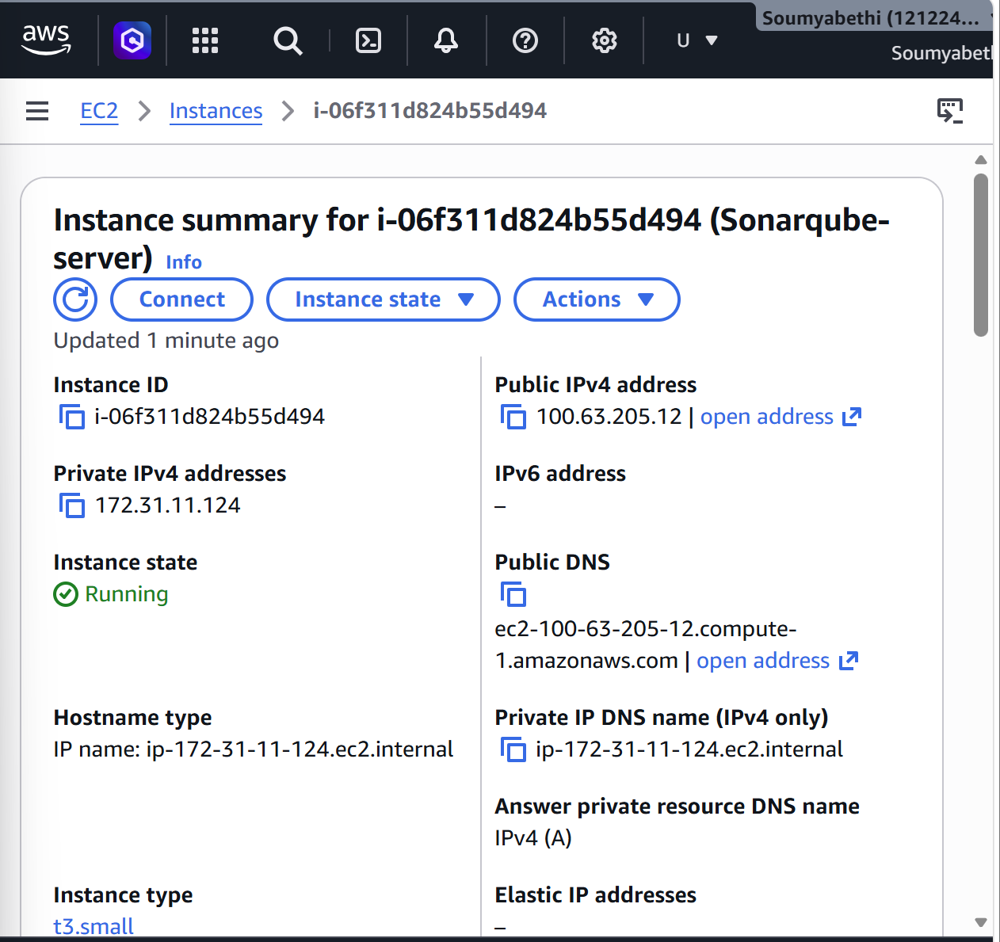 aws
U
Soumyabethi (121224...
Soumyabeth
EC2 Instances i-06f311d824b55d494
Instance summary for i-06f311d824b55d494 (Sonarqube-
server) Info
Connect Instance state Actions
Updated 1 minute ago
Instance ID
i-06f311d824b55d494
Public IPv4 address
100.63.205.12 | open address
Private IPv4 addresses
172.31.11.124
IPv6 address
–
Instance state
Running
Public DNS
ec2-100-63-205-12.compute-
1.amazonaws.com | open address
Hostname type
IP name: ip-172-31-11-124.ec2.internal
Private IP DNS name (IPv4 only)
ip-172-31-11-124.ec2.internal
Answer private resource DNS name
IPv4 (A)
Instance type
t3.small
Elastic IP addresses
–